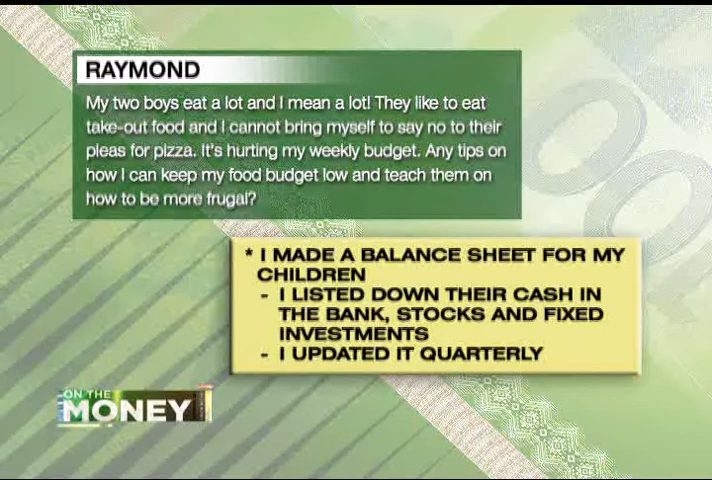 RAYMOND
My two boys eat a lot and I mean a lot! They like to eat
take-out food and I cannot bring myself to say no to their
pleas for pizza. It's hurting my weekly budget. Any tips on
how I can keep my food budget low and teach them on
how to be more frugal?
* I MADE A BALANCE SHEET FOR MY
CHILDREN
- I LISTED DOWN THEIR CASH IN
THE BANK, STOCKS AND FIXED
INVESTMENTS
- I UPDATED IT QUARTERLY
ON THE
MONEY